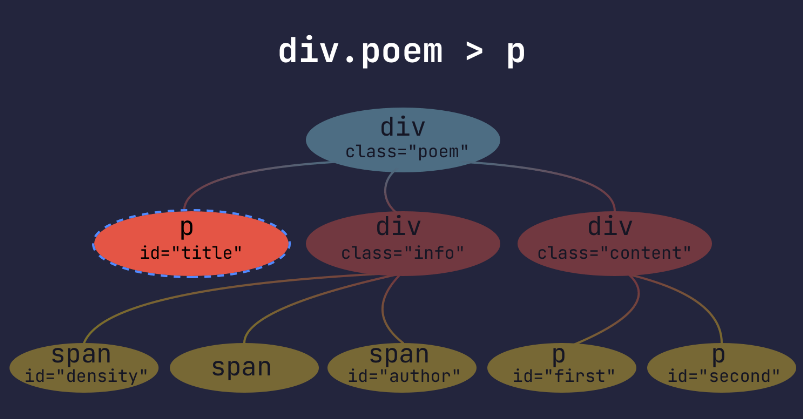 div.poem > p
div
class="poem"
p
id="title"
div
class="info"
div
class="content"
span
id="density"
span
span
id="author"
p
id="first"
p
id="second"